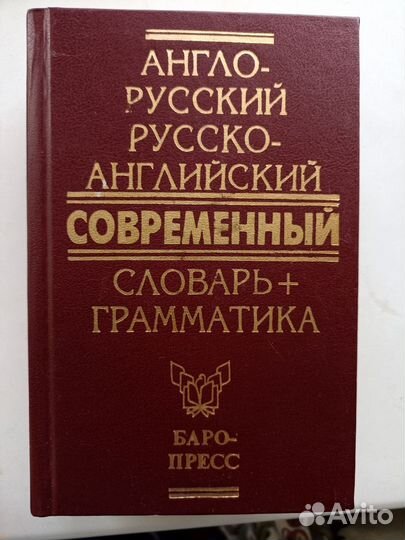 АНГЛО-
РУССКИЙ
РУССКО-
АНГЛИЙСКИЙ
СОВРЕМЕННЫЙ
СЛОВАРЬ+
ГРАММАТИКА
БАРО-
ПРЕСС
Avito